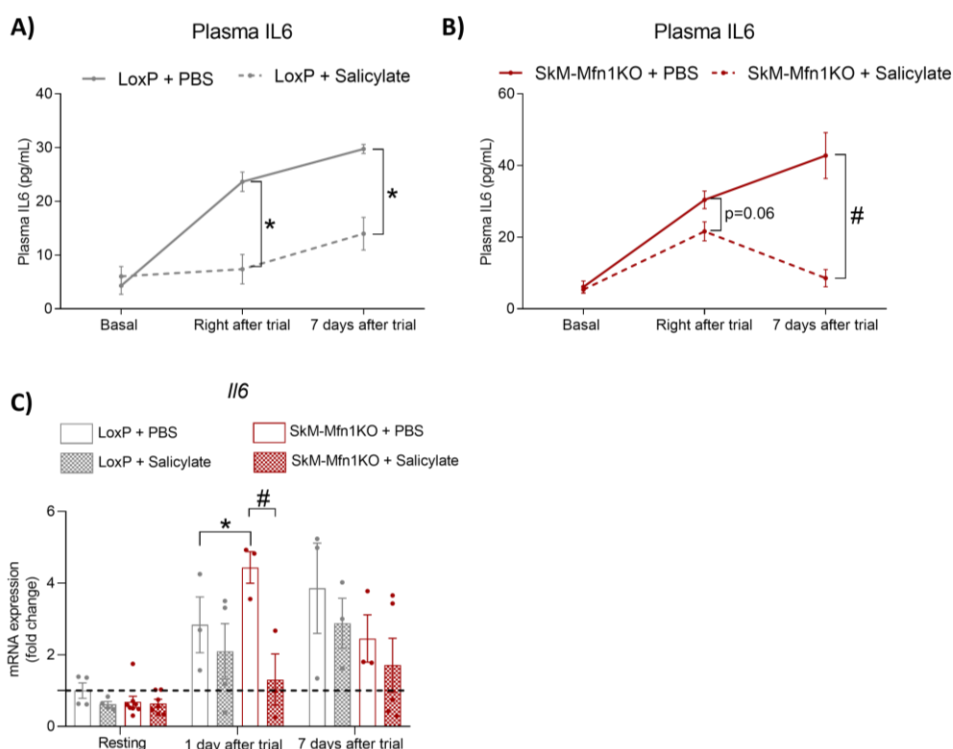 A)
Plasma IL6
LoxP + PBS
LoxP + Salicylate
40
30
20
10
0
Plasma IL6 (pg/mL)
*
*
Basal
Right after trial
7 days after trial
B)
Plasma IL6
SkM-Mfn1KO + PBS
SkM-Mfn1KO + Salicylate
60
40
20
0
Plasma IL6 (pg/mL)
p=0.06
#
Basal
Right after trial
7 days after trial
C)
Il6
LoxP + PBS
SkM-Mfn1KO + PBS
LoxP + Salicylate
SkM-Mfn1KO + Salicylate
6
4
2
0
mRNA expression
(fold change)
*
#
Resting
1 day after trial
7 days after trial